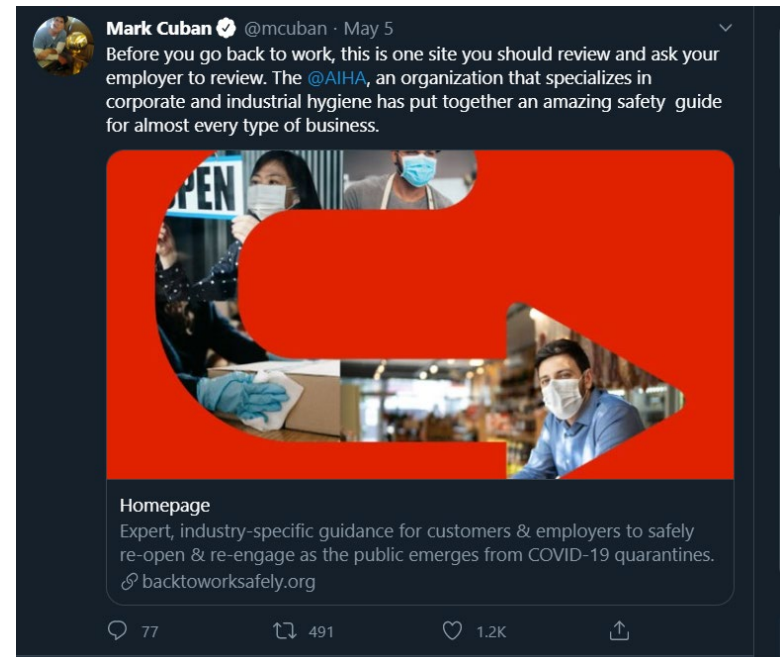 Mark Cuban @mcuban · May 5
Before you go back to work, this is one site you should review and ask your
employer to review. The @AIHA, an organization that specializes in
corporate and industrial hygiene has put together an amazing safety guide
for almost every type of business.
PEN
Homepage
Expert, industry-specific guidance for customers & employers to safely
re-open & re-engage as the public emerges from COVID-19 quarantines.
backtoworksafely.org
77 491 1.2K